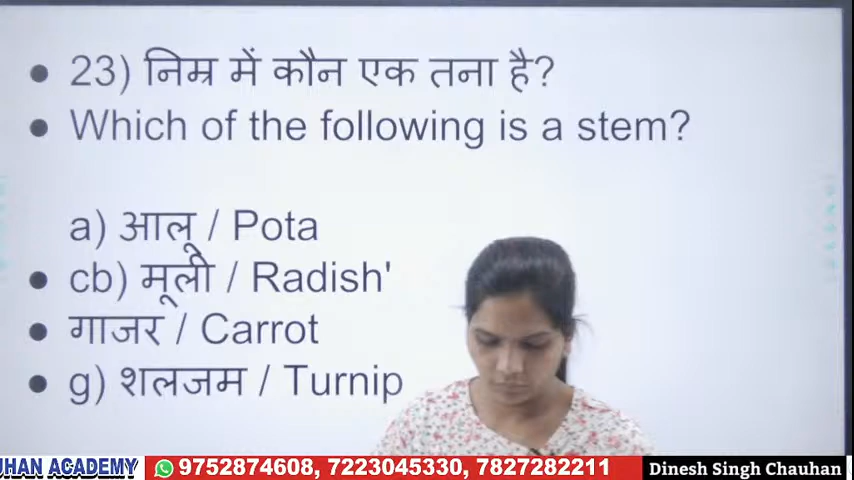 23) निम्र में कौन एक तना है?
Which of the following is a stem?
a) आलू / Pota
cb) मूली / Radish'
गाजर / Carrot
g) शलजम / Turnip
UHAN ACADEMY 9752874608, 7223045330, 7827282211 Dinesh Singh Chauhan